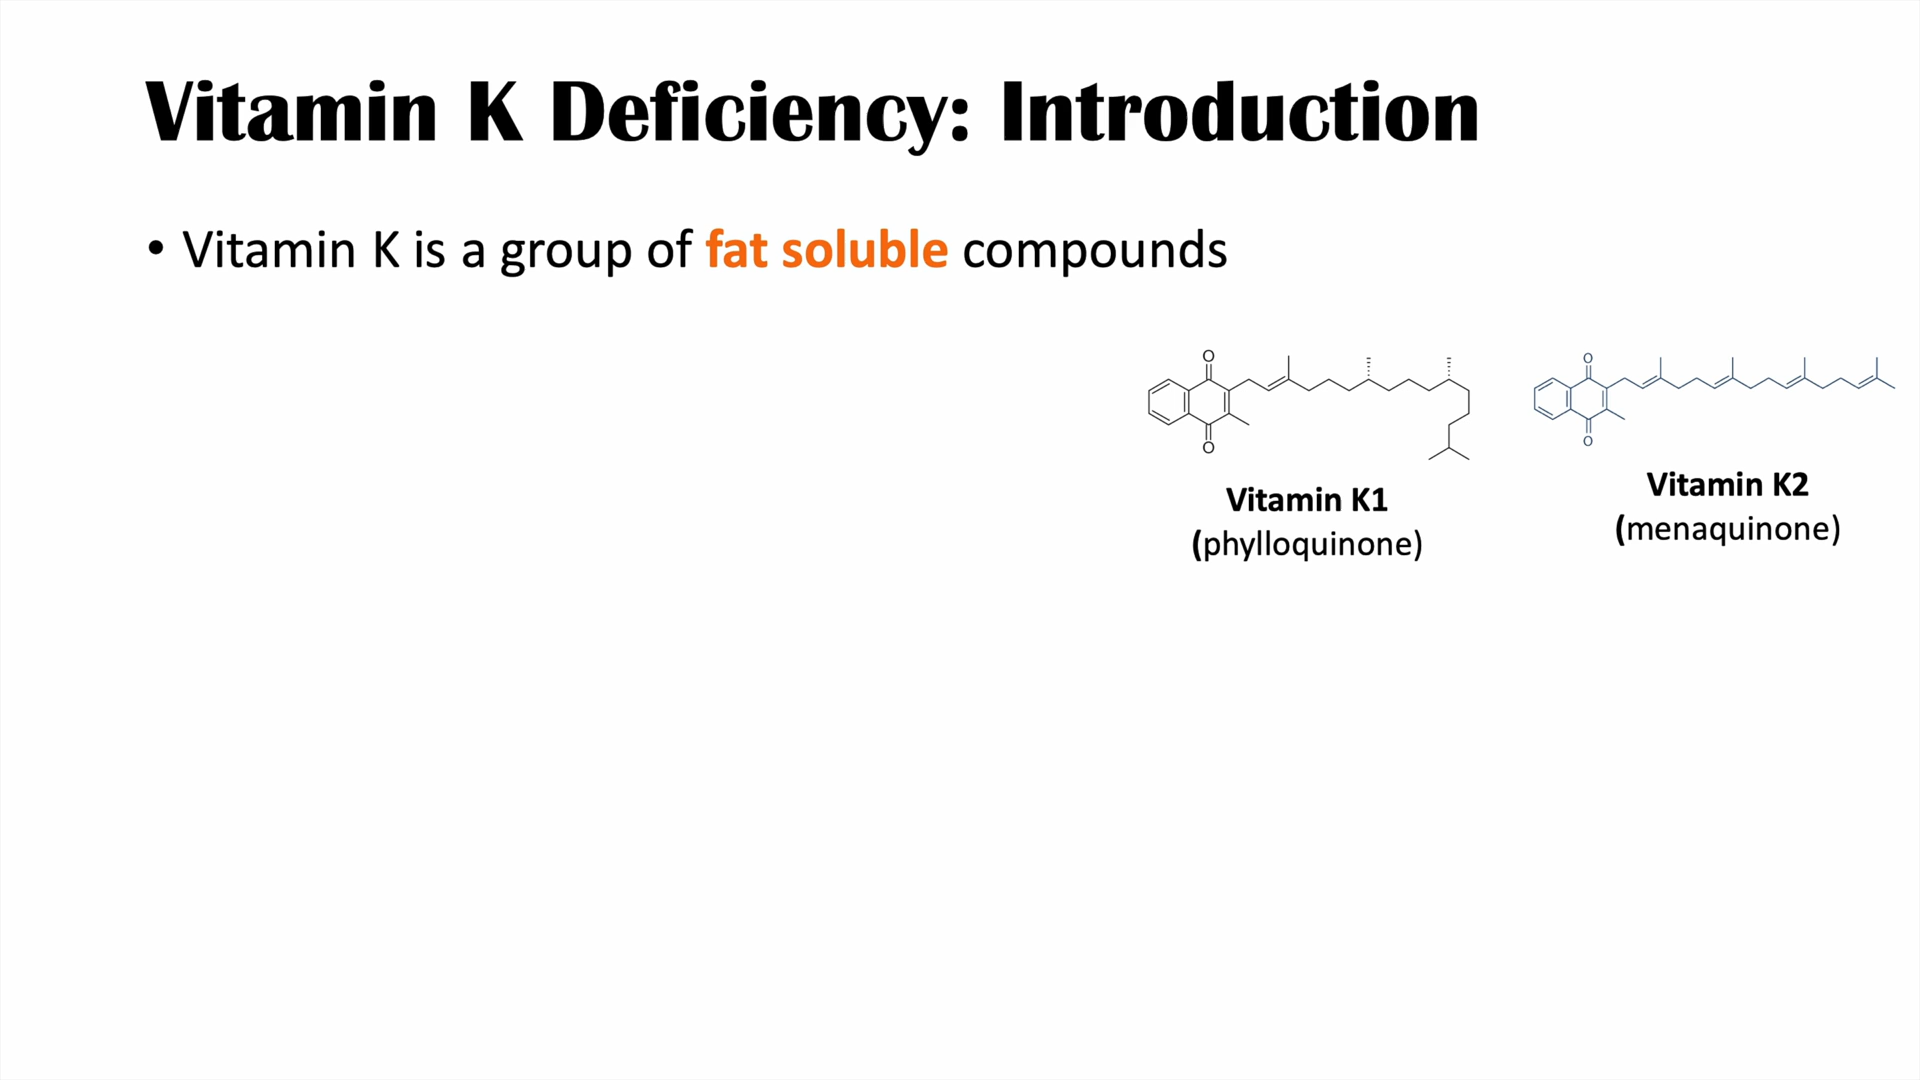 Vitamin K Deficiency: Introduction
• Vitamin K is a group of fat soluble compounds
O
O
Vitamin K1
(phylloquinone)
O
O
Vitamin K2
(menaquinone)